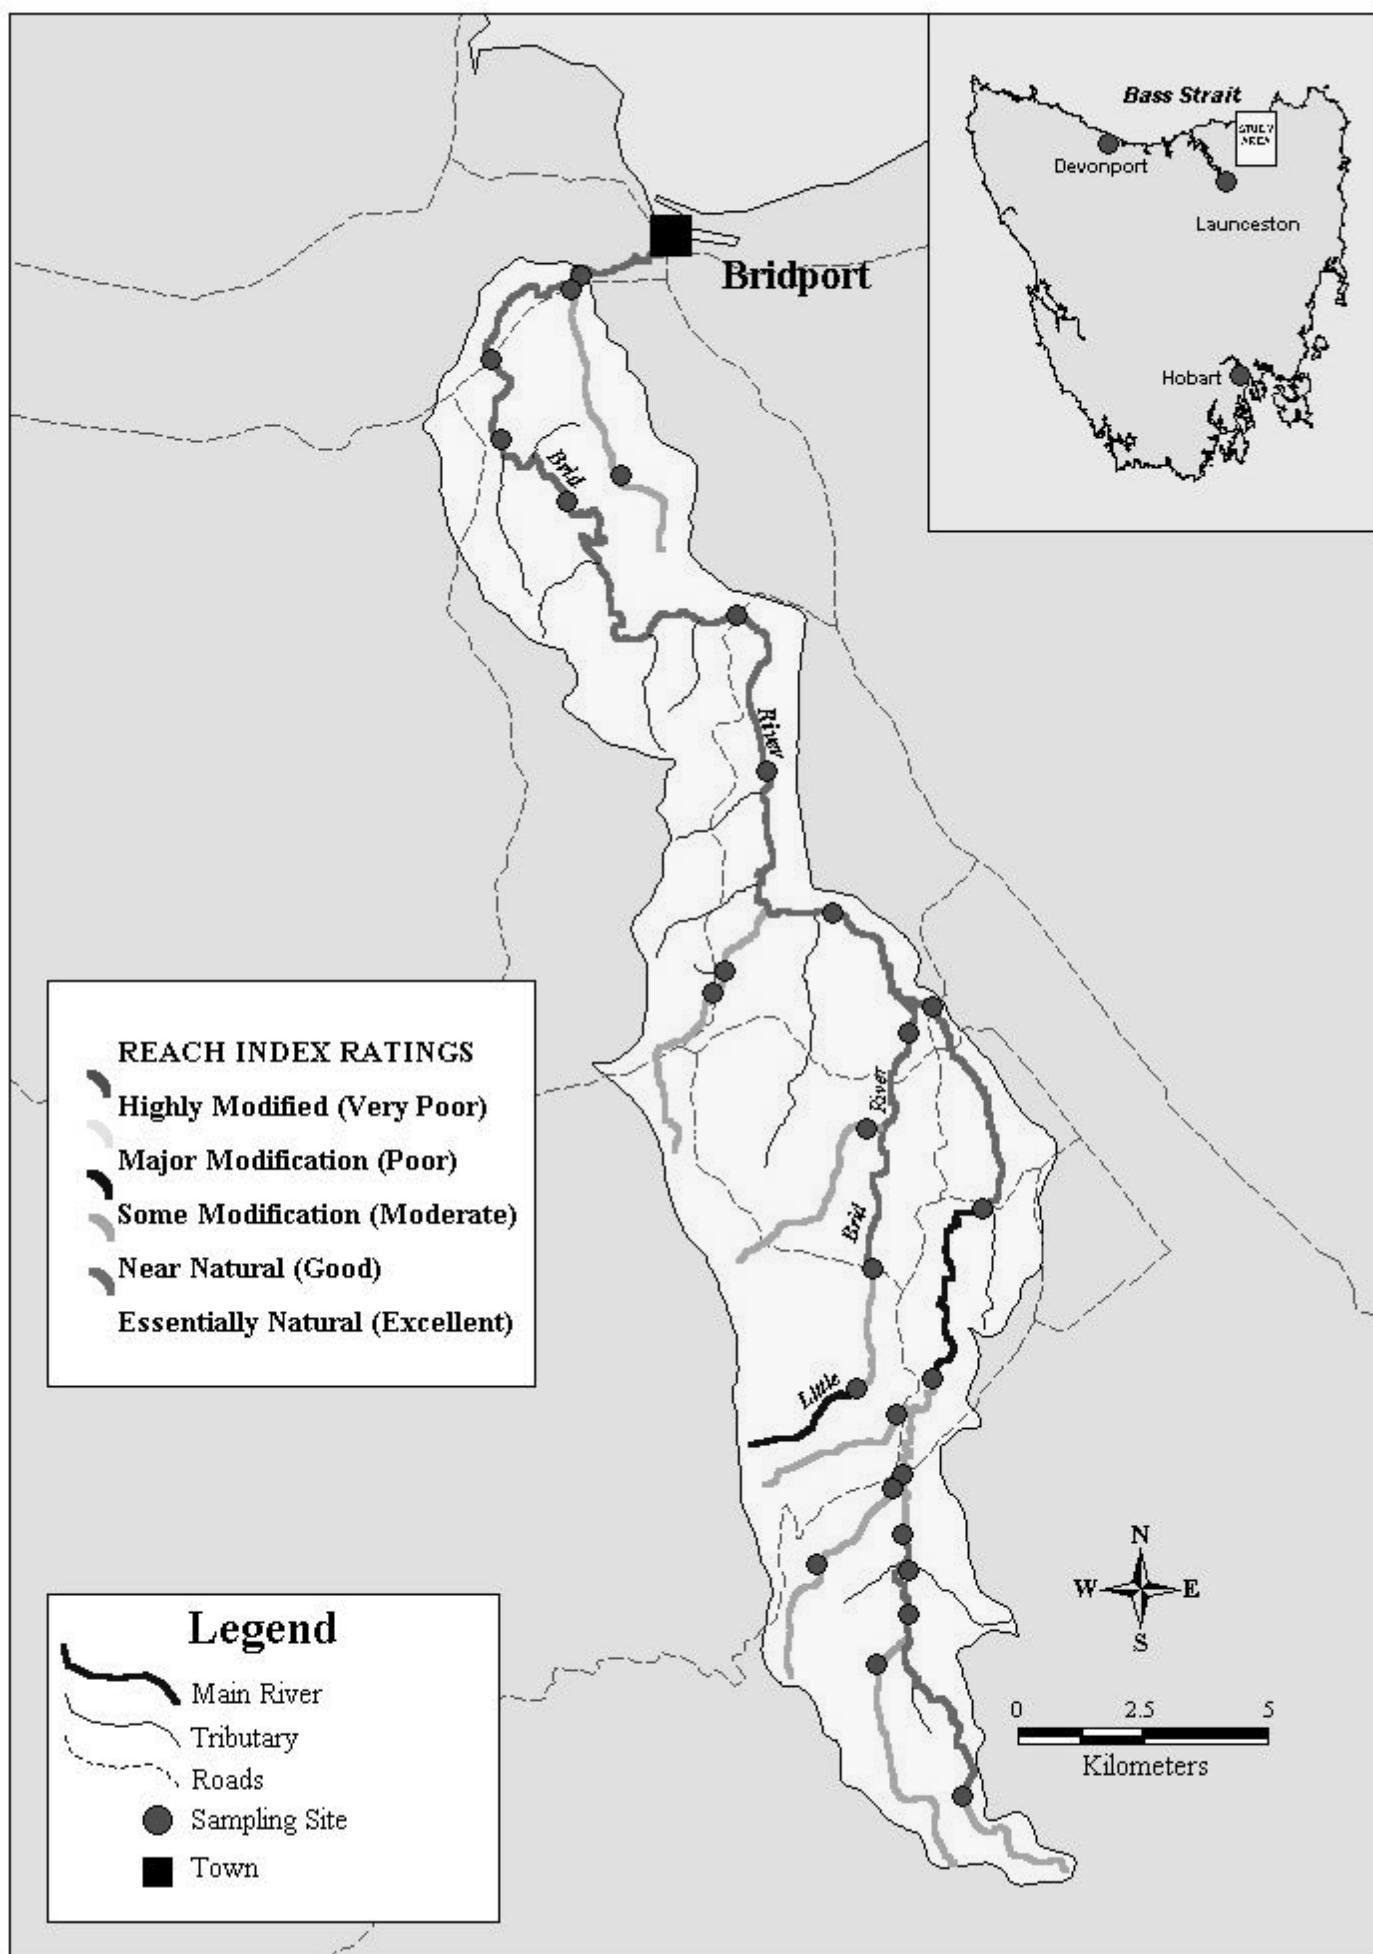 Bass Strait
STUDY
AREA
Devonport
Launceston
Hobart
Bridport
Brid
River
River
Brid
Little
REACH INDEX RATINGS
Highly Modified (Very Poor)
Major Modification (Poor)
Some Modification (Moderate)
Near Natural (Good)
Essentially Natural (Excellent)
N
W E
S
Legend
Main River
Tributary
Roads
Sampling Site
Town
0 2.5 5
Kilometers